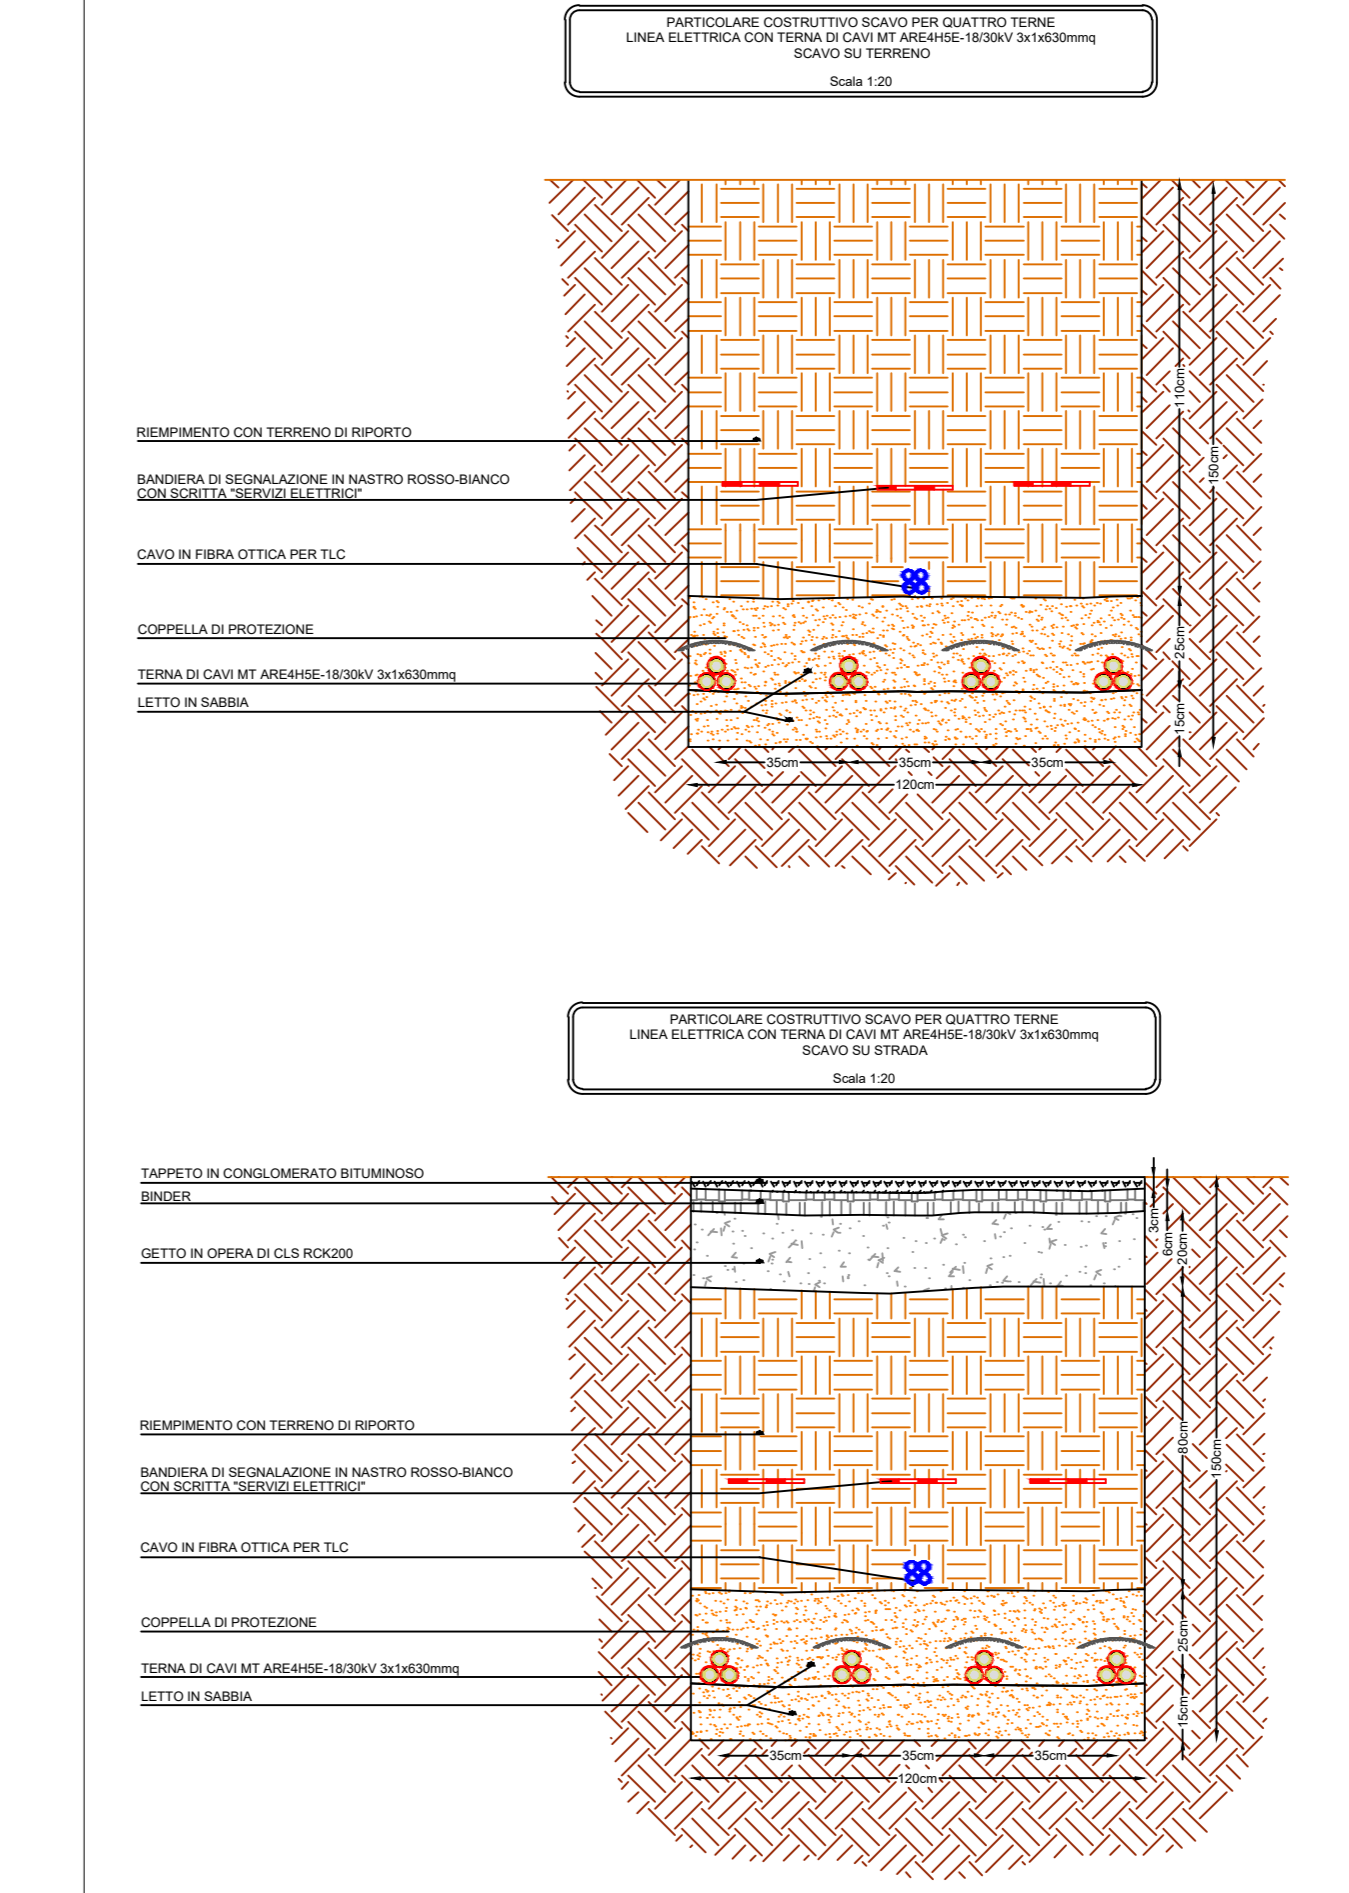 PARTICOLARE COSTRUTTIVO SCAVO PER QUATTRO TERNE
LINEA ELETTRICA CON TERNA DI CAVI MT ARE4H5E-18/30kV 3x1x630mmq
SCAVO SU TERRENO
Scala 1:20
110cm
150cm
RIEMPIMENTO CON TERRENO DI RIPORTO
BANDIERA DI SEGNALAZIONE IN NASTRO ROSSO-BIANCO
CON SCRITTA "SERVIZI ELETTRICI"
CAVO IN FIBRA OTTICA PER TLC
COPPELLA DI PROTEZIONE
25cm
TERNA DI CAVI MT ARE4H5E-18/30kV 3x1x630mmq
LETTO IN SABBIA
15cm
35cm
35cm
35cm
120cm
PARTICOLARE COSTRUTTIVO SCAVO PER QUATTRO TERNE
LINEA ELETTRICA CON TERNA DI CAVI MT ARE4H5E-18/30kV 3x1x630mmq
SCAVO SU STRADA
Scala 1:20
TAPPETO IN CONGLOMERATO BITUMINOSO
BINDER
3cm
6cm
20cm
GETTO IN OPERA DI CLS RCK200
RIEMPIMENTO CON TERRENO DI RIPORTO
80cm
150cm
BANDIERA DI SEGNALAZIONE IN NASTRO ROSSO-BIANCO
CON SCRITTA "SERVIZI ELETTRICI"
CAVO IN FIBRA OTTICA PER TLC
COPPELLA DI PROTEZIONE
25cm
TERNA DI CAVI MT ARE4H5E-18/30kV 3x1x630mmq
LETTO IN SABBIA
15cm
35cm
35cm
35cm
120cm